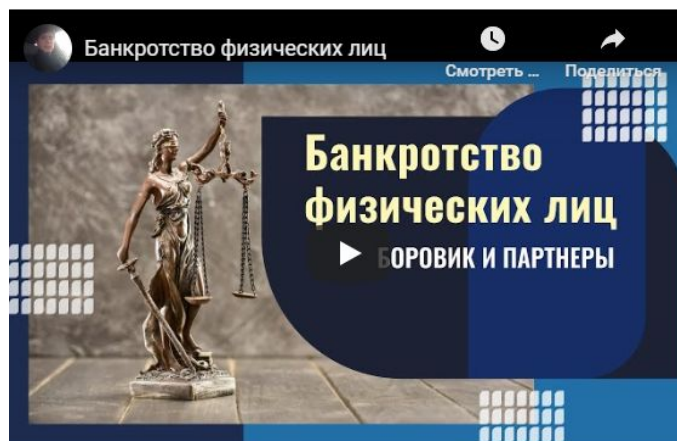 Банкротство физических лиц
Смотреть ...
Поделиться
Банкротство
физических лиц
БОРОВИК И ПАРТНЕРЫ